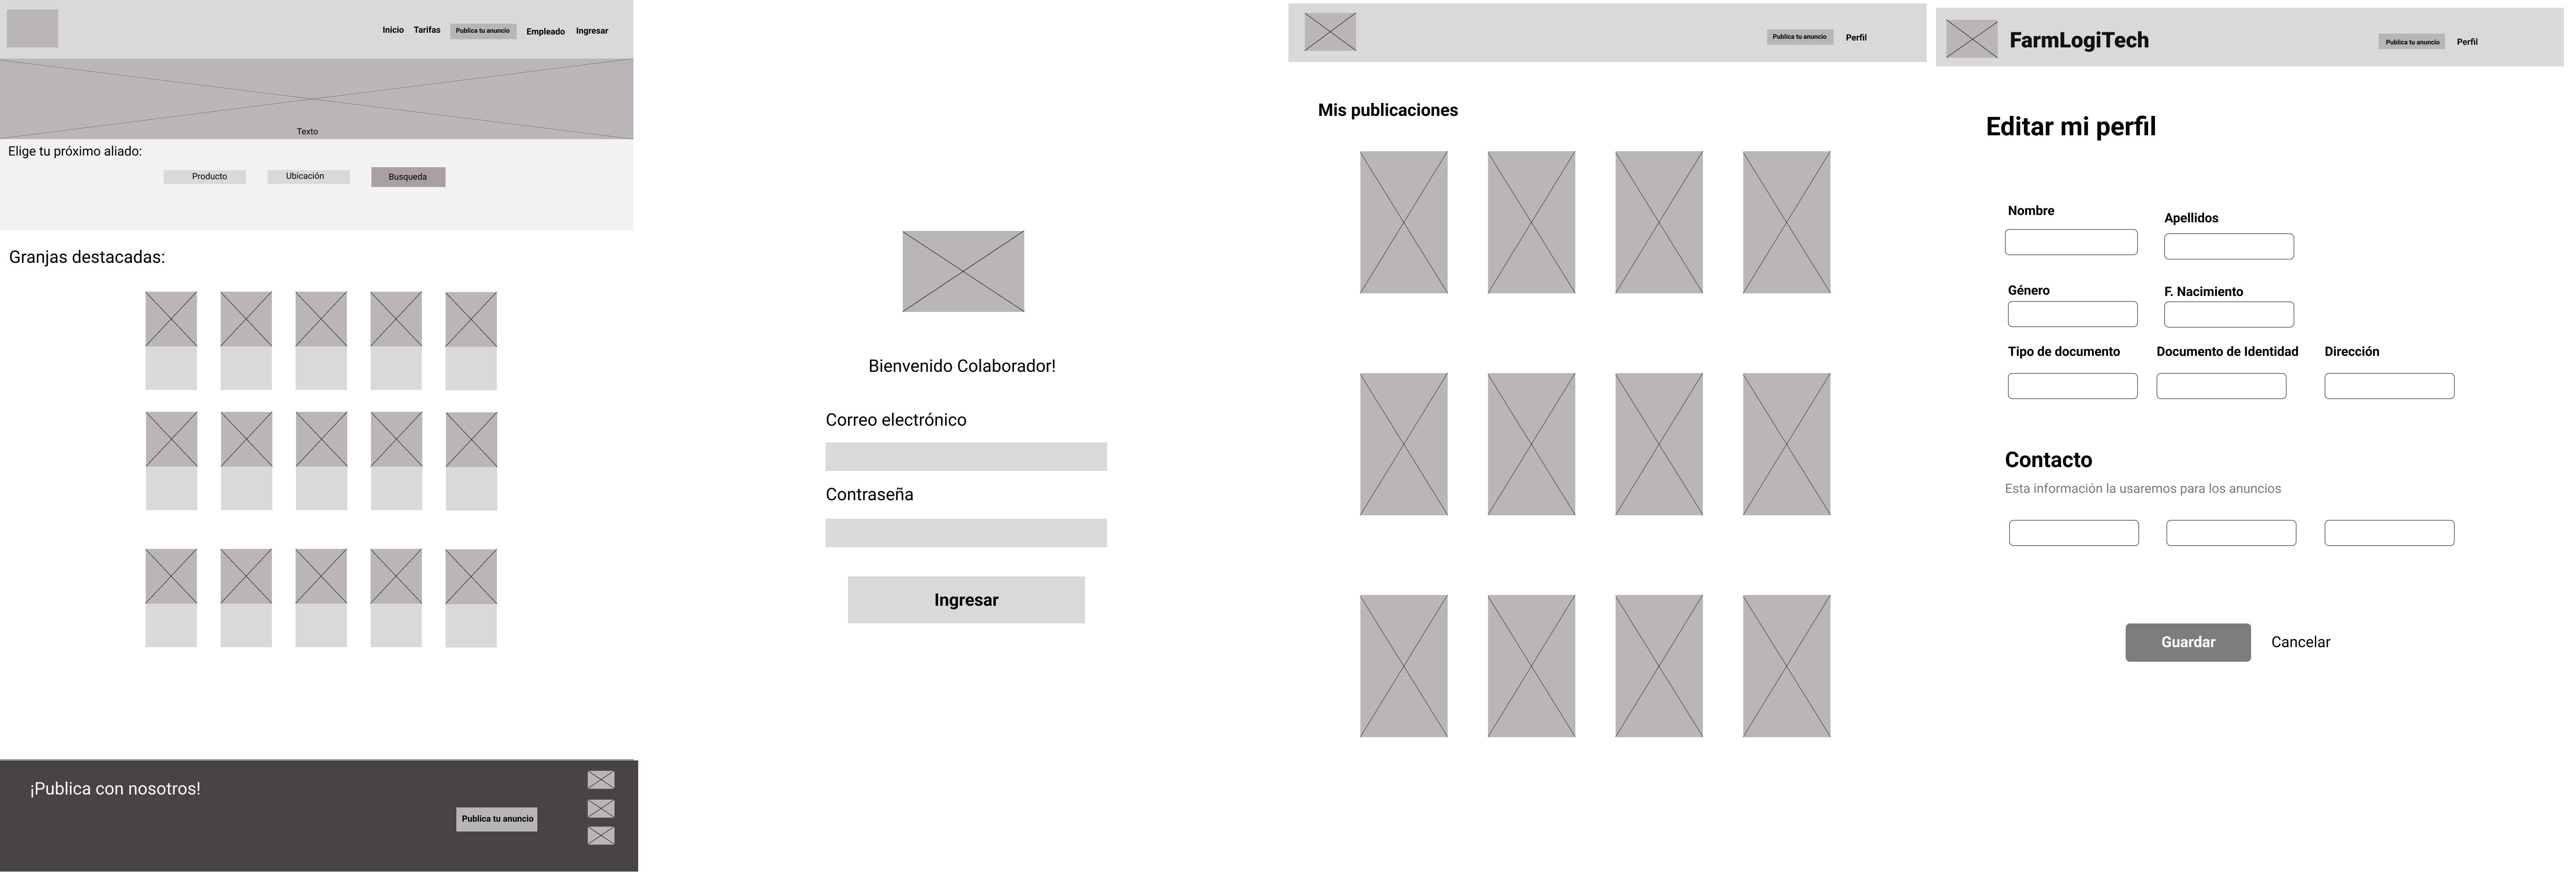 Inicio Tarifas Publica tu anuncio Empleado Ingresar
Texto
Elige tu próximo aliado:
Producto Ubicación Busqueda
Granjas destacadas:
¡Publica con nosotros!
Publica tu anuncio
Bienvenido Colaborador!
Correo electrónico
Contraseña
Ingresar
Publica tu anuncio Perfil
Mis publicaciones
FarmLogiTech Publica tu anuncio Perfil
Editar mi perfil
Nombre Apellidos
Género F. Nacimiento
Tipo de documento Documento de Identidad Dirección
Contacto
Esta información la usaremos para los anuncios
Guardar Cancelar